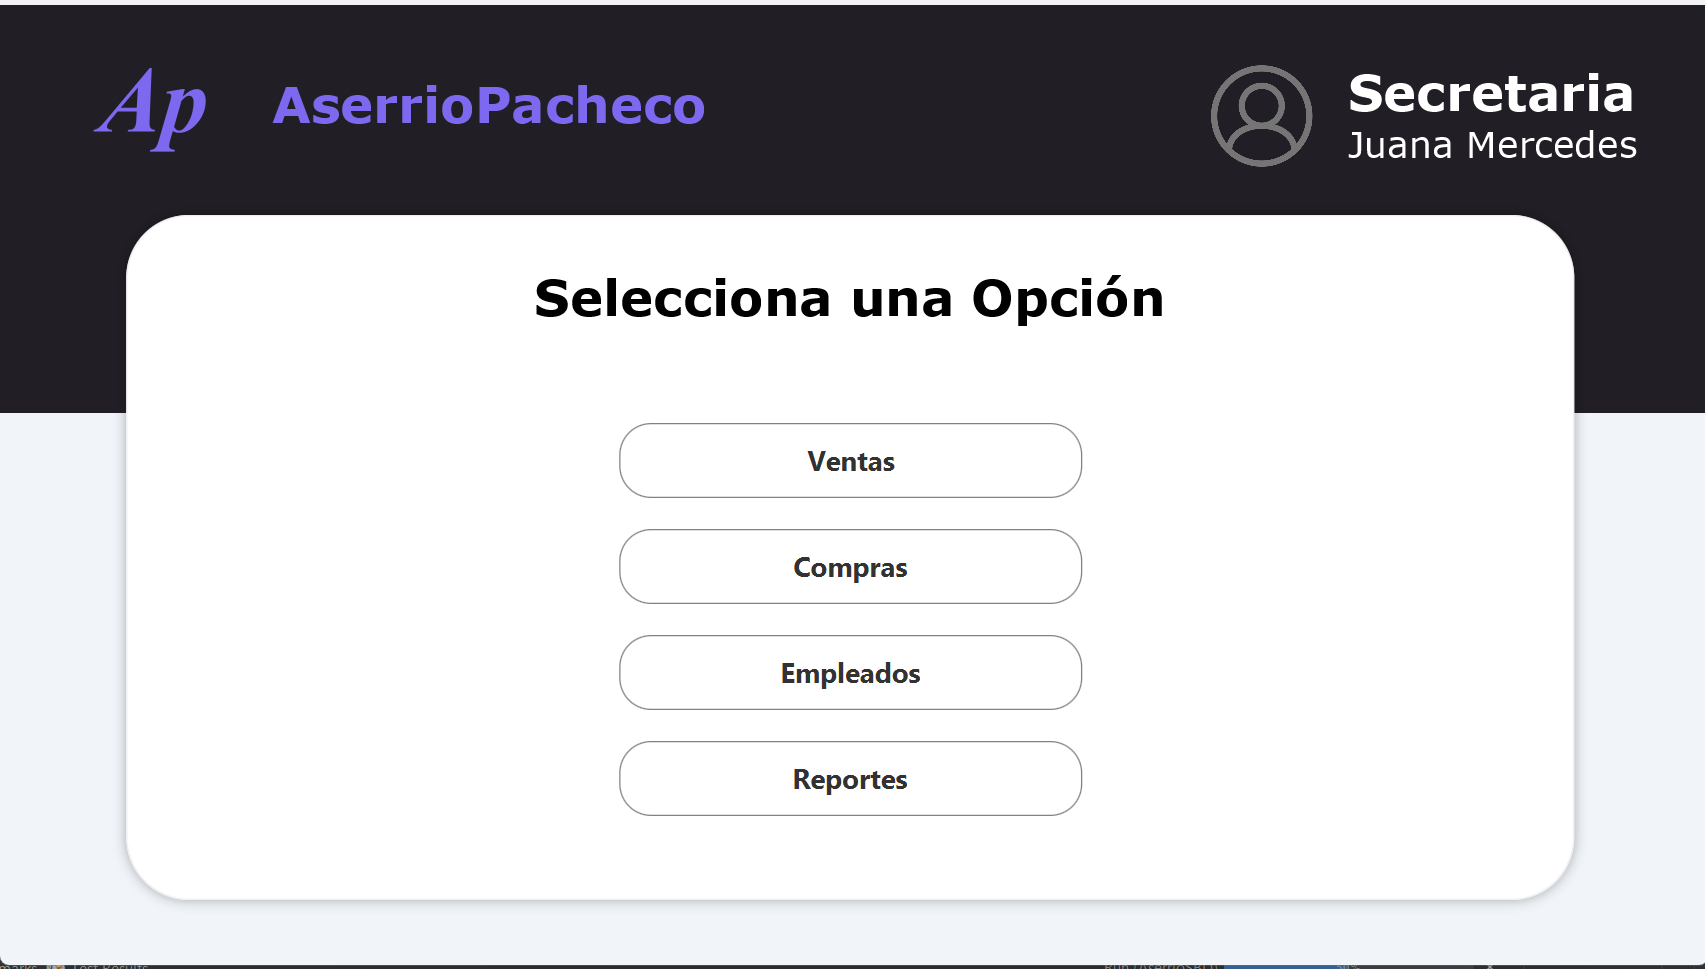 Ap
AserrioPacheco
Secretaria
Juana Mercedes
Selecciona una Opción
Ventas
Compras
Empleados
Reportes